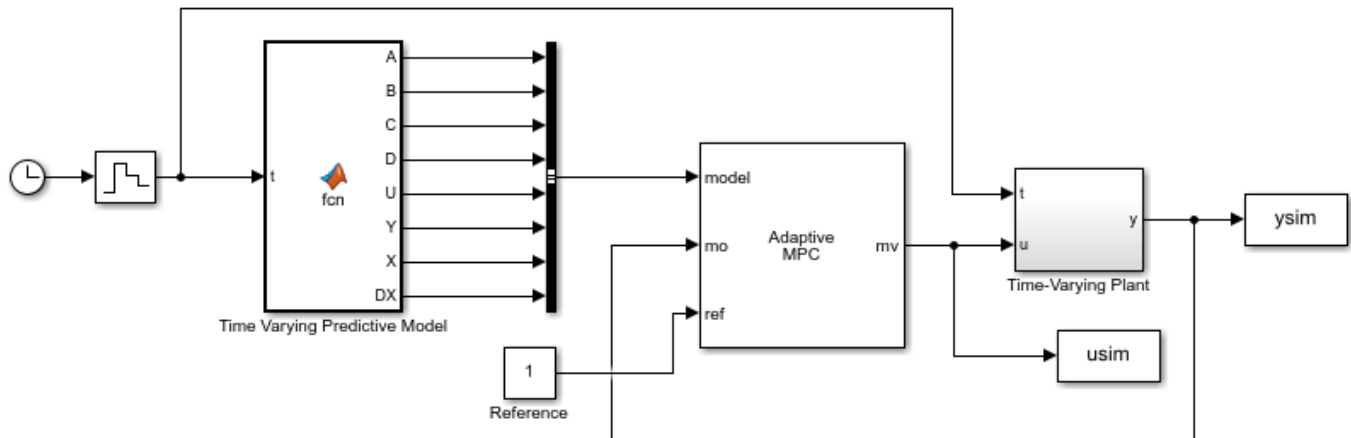 A
B
C
D
t
fcn
U
Y
X
DX
Time Varying Predictive Model
1
Reference
model
mo
ref
Adaptive
MPC
mv
t
u
y
Time-Varying Plant
ysim
usim